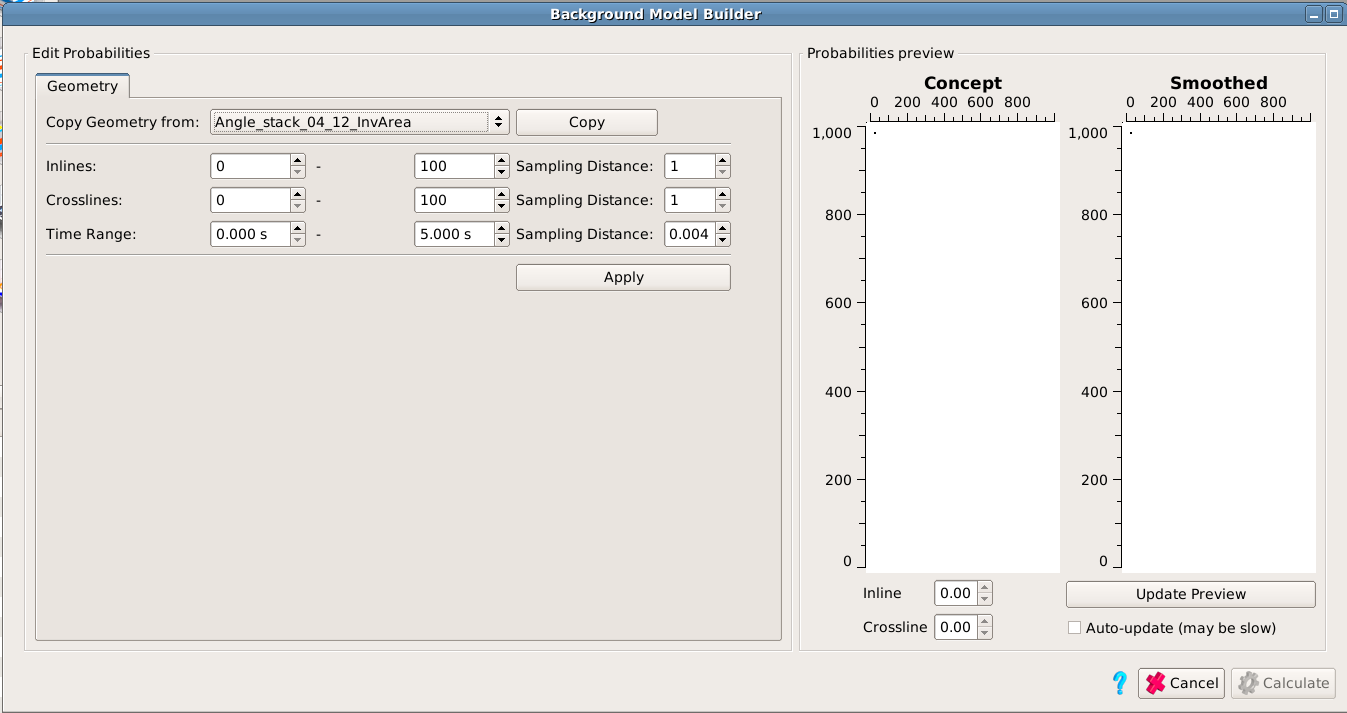 Background Model Builder
Edit Probabilities
Geometry
Copy Geometry from: Angle_stack_04_12_InvArea Copy
Inlines: 0 - 100 Sampling Distance: 1
Crosslines: 0 - 100 Sampling Distance: 1
Time Range: 0.000 s - 5.000 s Sampling Distance: 0.004
Apply
Probabilities preview
Concept Smoothed
0 200 400 600 800 0 200 400 600 800
1,000 1,000
800 800
600 600
400 400
200 200
0 0
Inline 0.00 Update Preview
Crossline 0.00 Auto-update (may be slow)
? Cancel Calculate